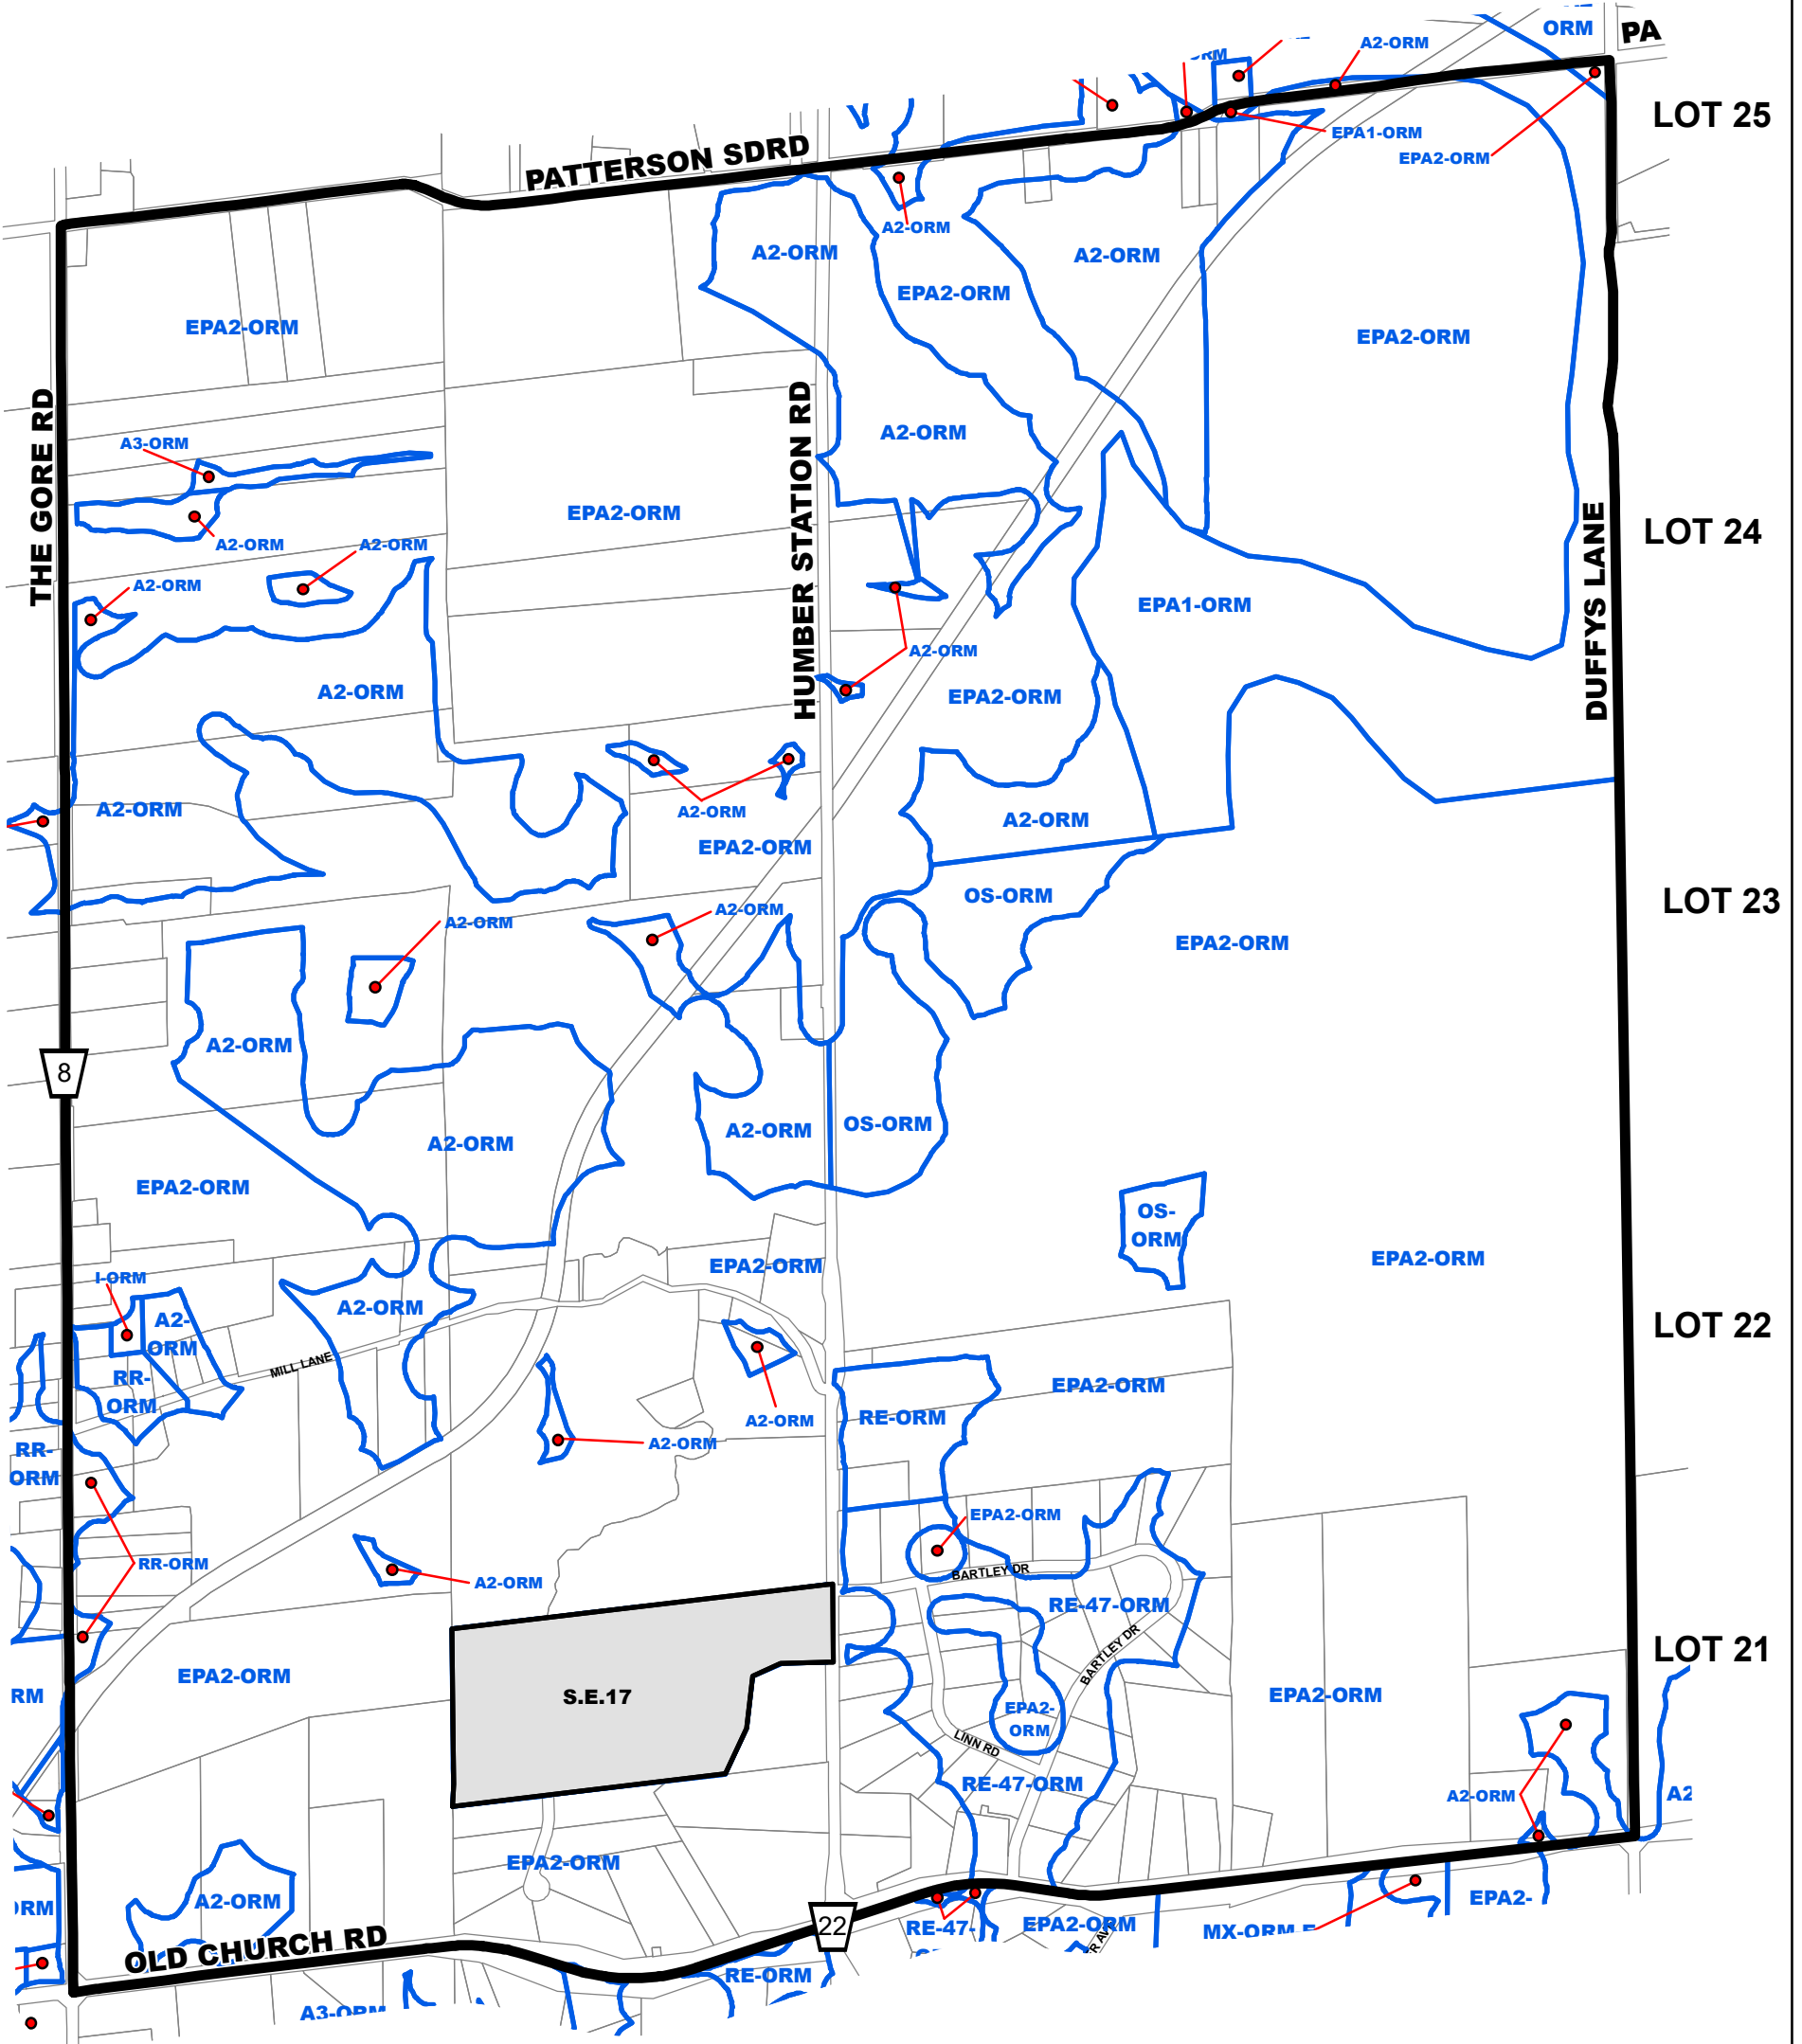 ORM
PA
A2-ORM
LOT 25
EPA1-ORM
EPA2-ORM
PATTERSON SDRD
A2-ORM
A2-ORM
A2-ORM
EPA2-ORM
EPA2-ORM
EPA2-ORM
THE GORE RD
HUMBER STATION RD
A2-ORM
A3-ORM
EPA2-ORM
DUFFYS LANE
LOT 24
A2-ORM
A2-ORM
A2-ORM
EPA1-ORM
A2-ORM
A2-ORM
EPA2-ORM
A2-ORM
A2-ORM
A2-ORM
EPA2-ORM
OS-ORM
LOT 23
A2-ORM
A2-ORM
EPA2-ORM
A2-ORM
8
A2-ORM
OS-ORM
A2-ORM
EPA2-ORM
OS-
ORM
EPA2-ORM
EPA2-ORM
I-ORM
A2-ORM
A2-
ORM
LOT 22
MILL LANE
RR-
ORM
EPA2-ORM
RE-ORM
A2-ORM
A2-ORM
RR-
ORM
EPA2-ORM
RR-ORM
BARTLEY DR
A2-ORM
RE-47-ORM
BARTLEY DR
LOT 21
EPA2-ORM
RM
S.E.17
EPA2-ORM
EPA2-
ORM
LINN RD
RE-47-ORM
A2-ORM
A2
EPA2-ORM
A2-ORM
EPA2-
22
RE-47-
EPA2-ORM
MX-ORM
OLD CHURCH RD
RE-ORM
A3-ORM